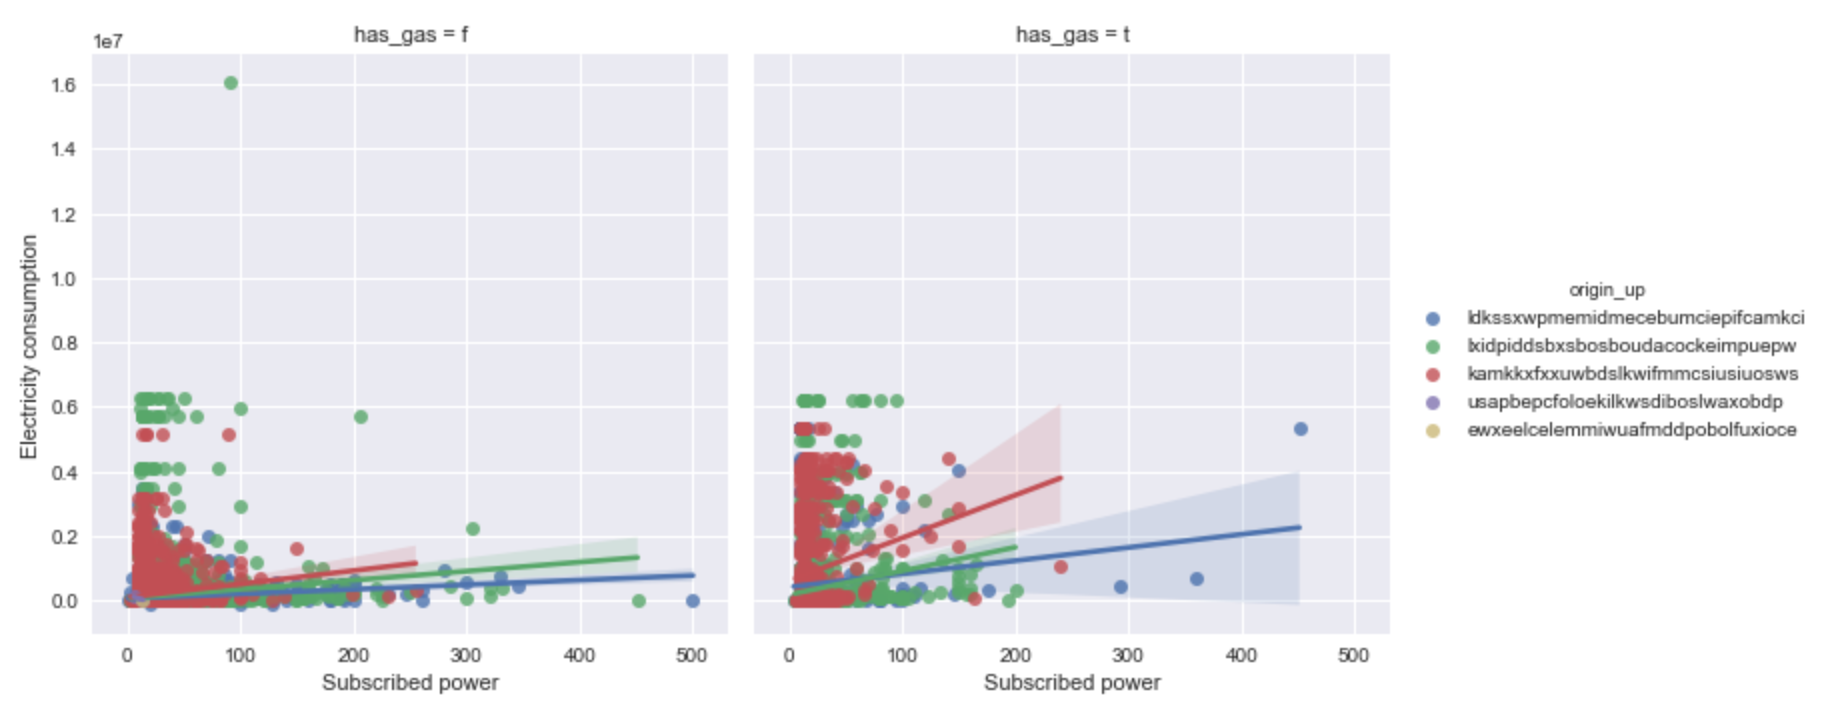 has_gas = f
has_gas = t
1e7
1.6
1.4
1.2
1.0
0.8
0.6
0.4
0.2
0.0
Electricity consumption
0 100 200 300 400 500
0 100 200 300 400 500
Subscribed power
Subscribed power
origin_up
ldkssxwpmemidmecebumciepifcamkci
lxidpiddsbxsbosboudacockeimpuepw
kamkkxfxxuwbdslkwifmmcsiusiuosws
usapbepcfoloekilkwsdiboslwaxobdp
ewxeelcelemmiwuafmddpobolfuxioce